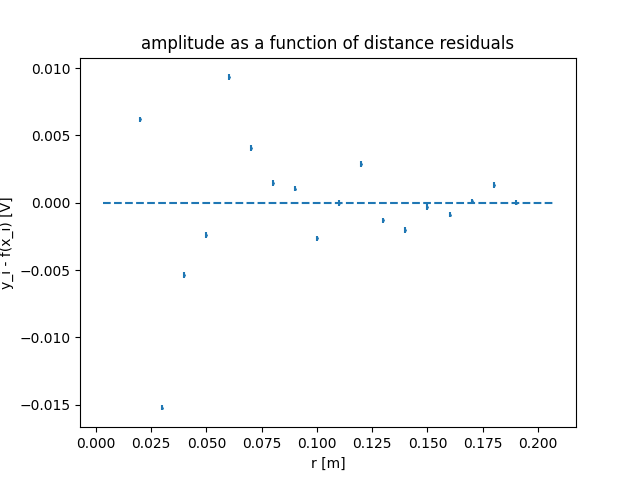 amplitude as a function of distance residuals
0.010
0.005
0.000
−0.005
−0.010
−0.015
y_i - f(x_i) [V]
0.000 0.025 0.050 0.075 0.100 0.125 0.150 0.175 0.200
r [m]